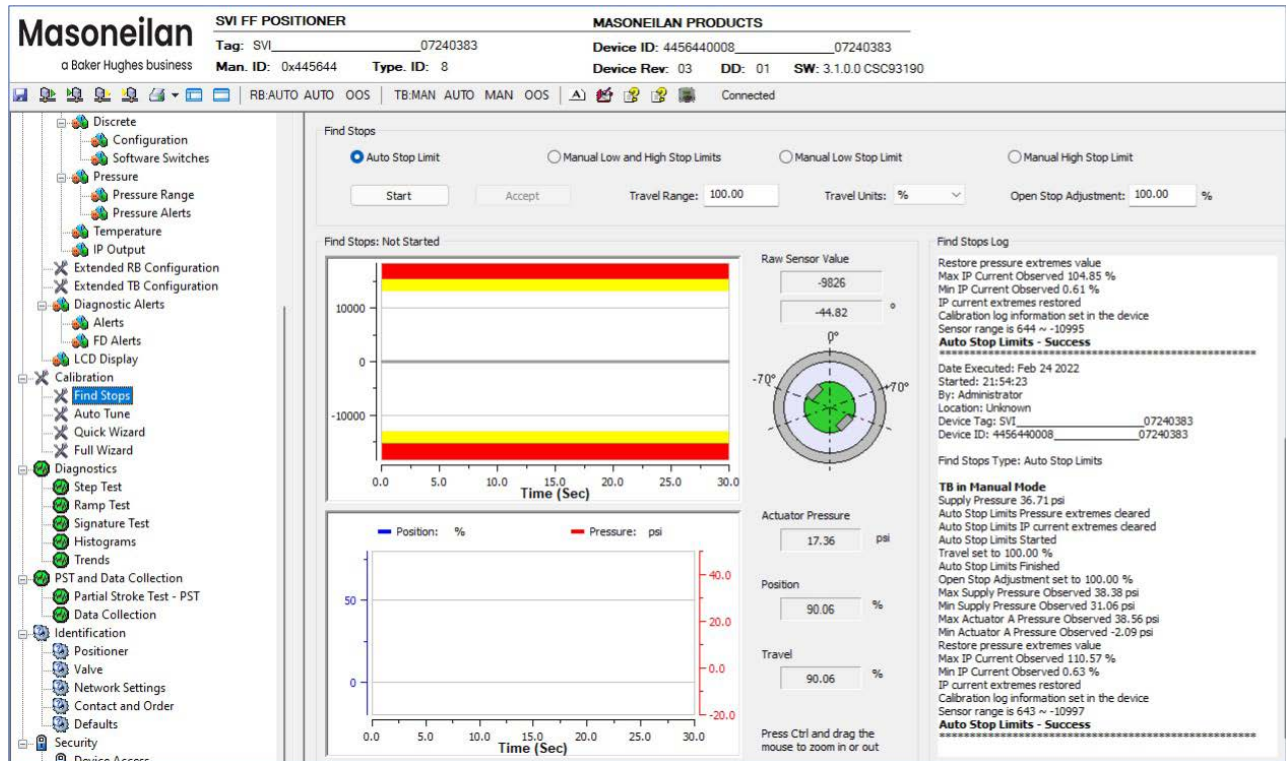 Masoneilan
a Baker Hughes business
SVI FF POSITIONER
MASONEILAN PRODUCTS
Tag: SVI____________________07240383
Device ID: 4456440008____________07240383
Man. ID: 0x445644 Type. ID: 8
Device Rev: 03 DD: 01 SW: 3.1.0.0 CSC93190
RB:AUTO AUTO OOS TB:MAN AUTO MAN OOS Connected
Discrete
Configuration
Software Switches
Pressure
Pressure Range
Pressure Alerts
Temperature
IP Output
Extended RB Configuration
Extended TB Configuration
Diagnostic Alerts
Alerts
FD Alerts
LCD Display
Calibration
Find Stops
Auto Tune
Quick Wizard
Full Wizard
Diagnostics
Step Test
Ramp Test
Signature Test
Histograms
Trends
PST and Data Collection
Partial Stroke Test - PST
Data Collection
Identification
Positioner
Valve
Network Settings
Contact and Order
Defaults
Security
Device Access
Find Stops
Auto Stop Limit Manual Low and High Stop Limits Manual Low Stop Limit Manual High Stop Limit
Start Accept Travel Range: 100.00 Travel Units: % Open Stop Adjustment: 100.00 %
Find Stops: Not Started
10000
0
-10000
0.0 5.0 10.0 15.0 20.0 25.0 30.0
Time (Sec)
Position: % Pressure: psi
50
0
40.0
20.0
0.0
-20.0
0.0 5.0 10.0 15.0 20.0 25.0 30.0
Time (Sec)
Raw Sensor Value
-9826
-44.82 °
0°
-70° +70°
Actuator Pressure
17.36 psi
Position
90.06 %
Travel
90.06 %
Press Ctrl and drag the
mouse to zoom in or out
Find Stops Log
Restore pressure extremes value
Max IP Current Observed 104.85 %
Min IP Current Observed 0.61 %
IP current extremes restored
Calibration log information set in the device
Sensor range is 644 ~ -10995
Auto Stop Limits - Success
**************************************************
Date Executed: Feb 24 2022
Started: 21:54:23
By: Administrator
Location: Unknown
Device Tag: SVI____________________07240383
Device ID: 4456440008____________07240383
Find Stops Type: Auto Stop Limits
TB in Manual Mode
Supply Pressure 36.71 psi
Auto Stop Limits Pressure extremes cleared
Auto Stop Limits IP current extremes cleared
Auto Stop Limits Started
Travel set to 100.00 %
Auto Stop Limits Finished
Open Stop Adjustment set to 100.00 %
Max Supply Pressure Observed 38.38 psi
Min Supply Pressure Observed 31.06 psi
Max Actuator A Pressure Observed 38.56 psi
Min Actuator A Pressure Observed -2.09 psi
Restore pressure extremes value
Max IP Current Observed 110.57 %
Min IP Current Observed 0.63 %
IP current extremes restored
Calibration log information set in the device
Sensor range is 643 ~ -10997
Auto Stop Limits - Success
**************************************************